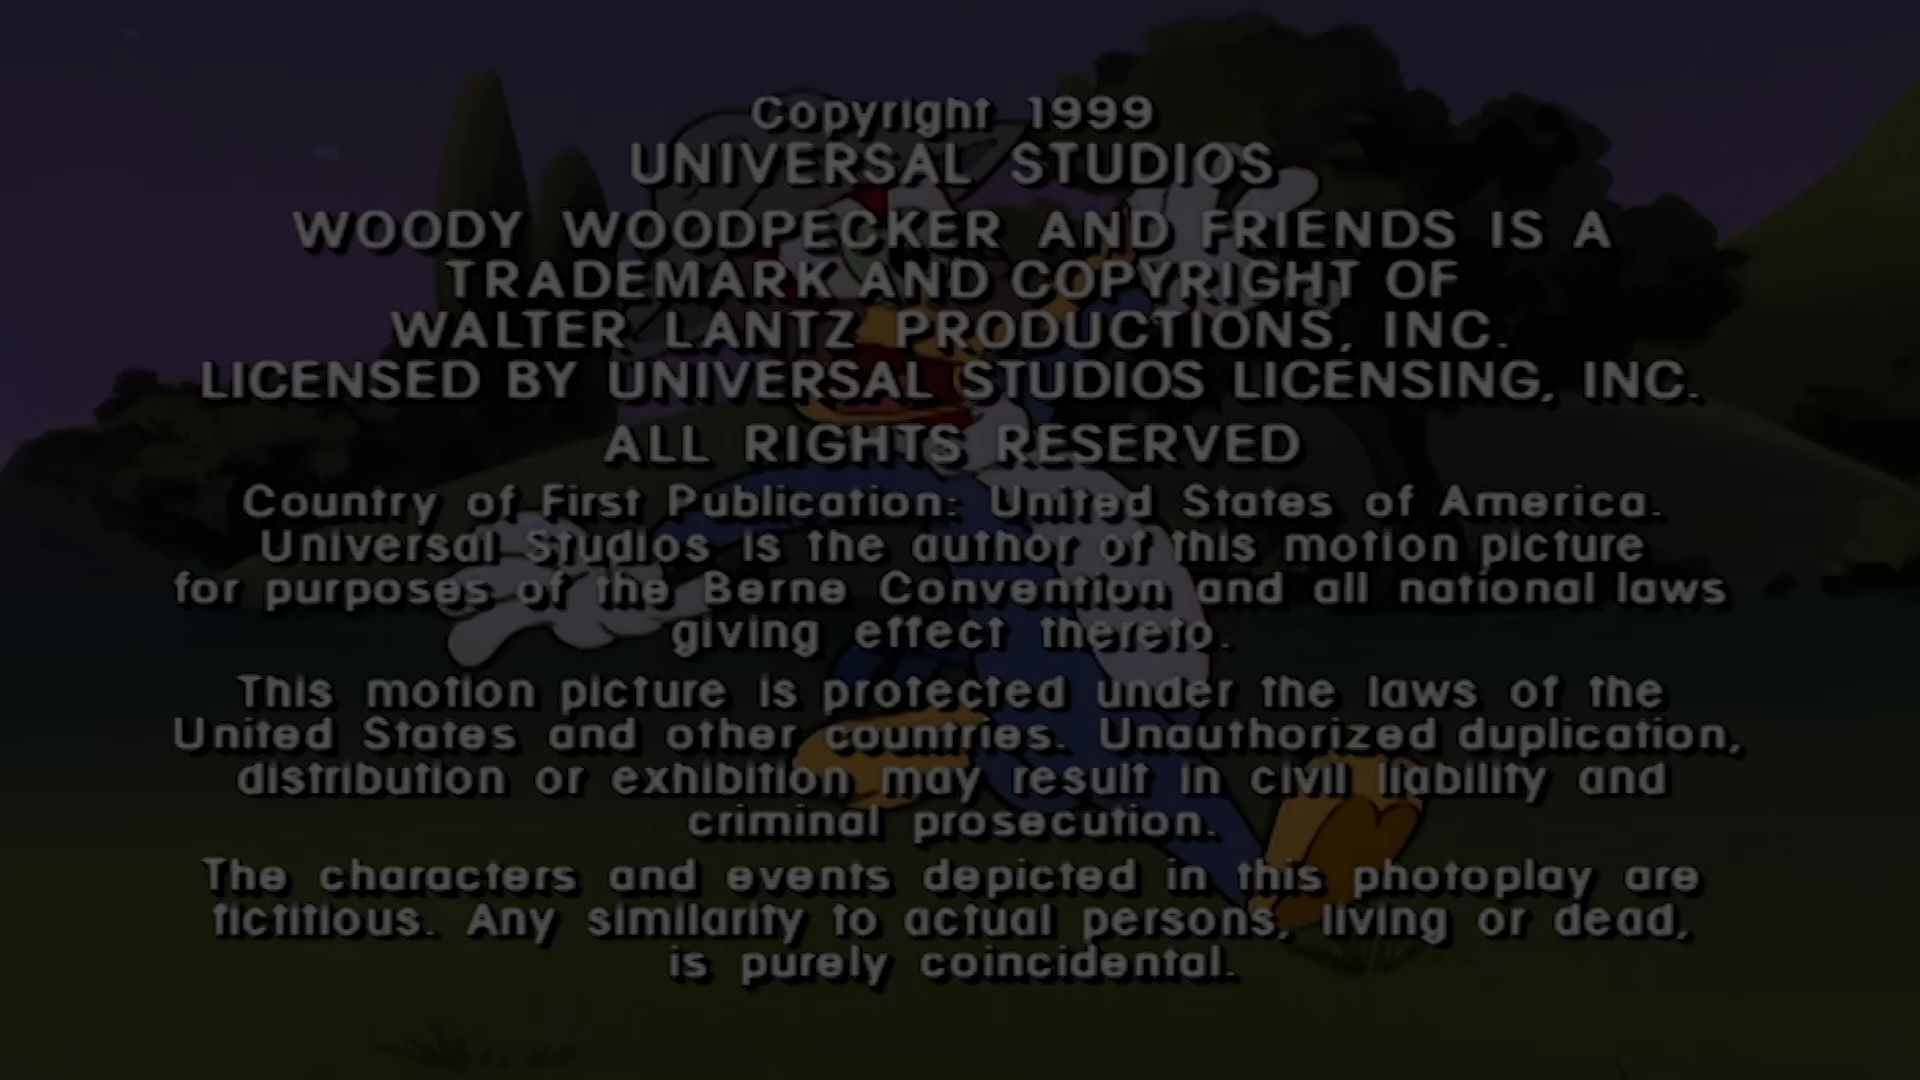 Copyright 1999
UNIVERSAL STUDIOS
WOODY WOODPECKER AND FRIENDS IS A
TRADEMARK AND COPYRIGHT OF
WALTER LANTZ PRODUCTIONS, INC.
LICENSED BY UNIVERSAL STUDIOS LICENSING, INC.
ALL RIGHTS RESERVED
Country of First Publication: United States of America.
Universal Studios is the author of this motion picture
for purposes of the Berne Convention and all national laws
giving effect thereto.
This motion picture is protected under the laws of the
United States and other countries. Unauthorized duplication,
distribution or exhibition may result in civil liability and
criminal prosecution.
The characters and events depicted in this photoplay are
fictitious. Any similarity to actual persons, living or dead,
is purely coincidental.